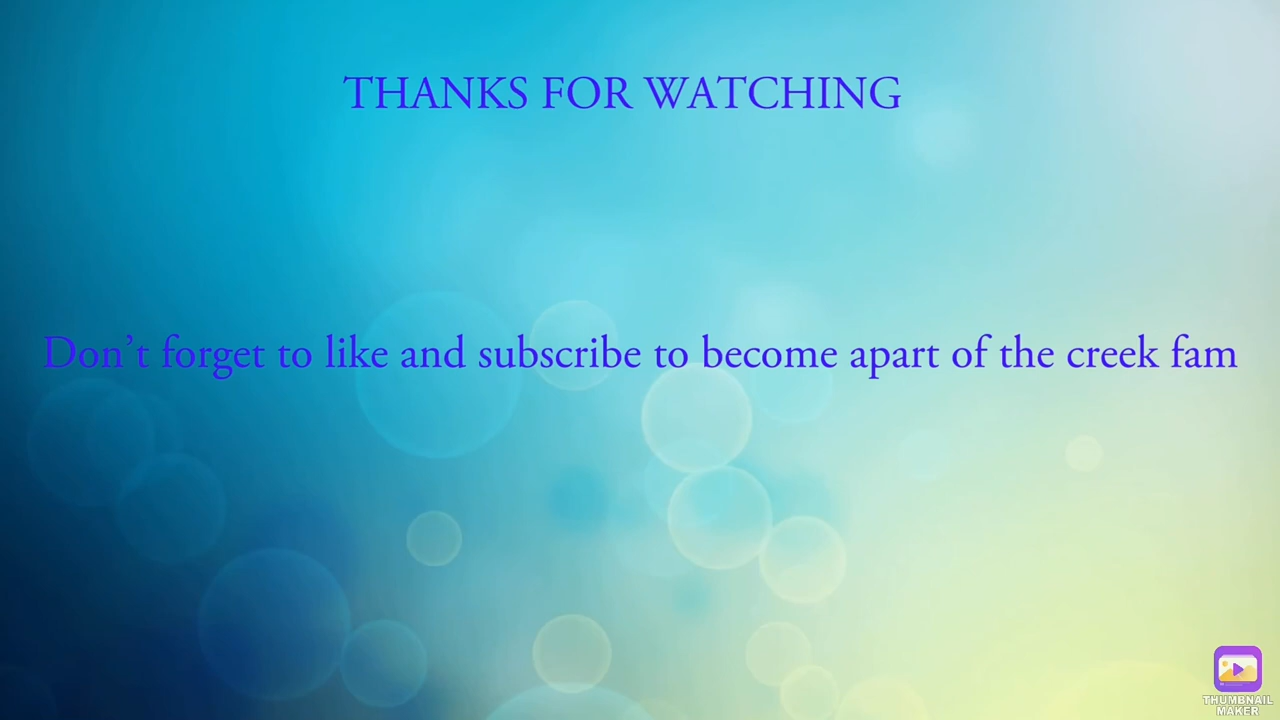 THANKS FOR WATCHING
Don't forget to like and subscribe to become apart of the creek fam
THUMBNAIL
MAKER